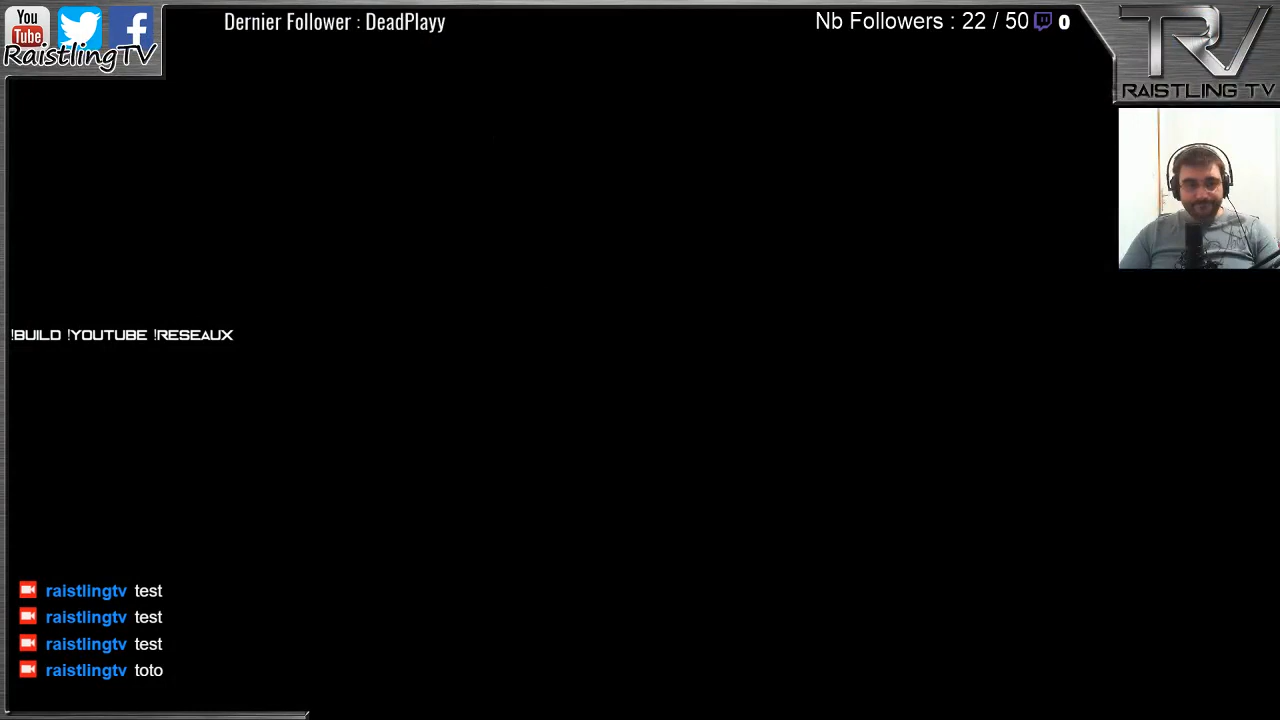 You
Tube
RaistlingTV
Dernier Follower : DeadPlayy
Nb Followers : 22 / 50 0
TRV
RAISTLING TV
!BUILD !YOUTUBE !RESEAUX
raistlingtv test
raistlingtv test
raistlingtv test
raistlingtv toto